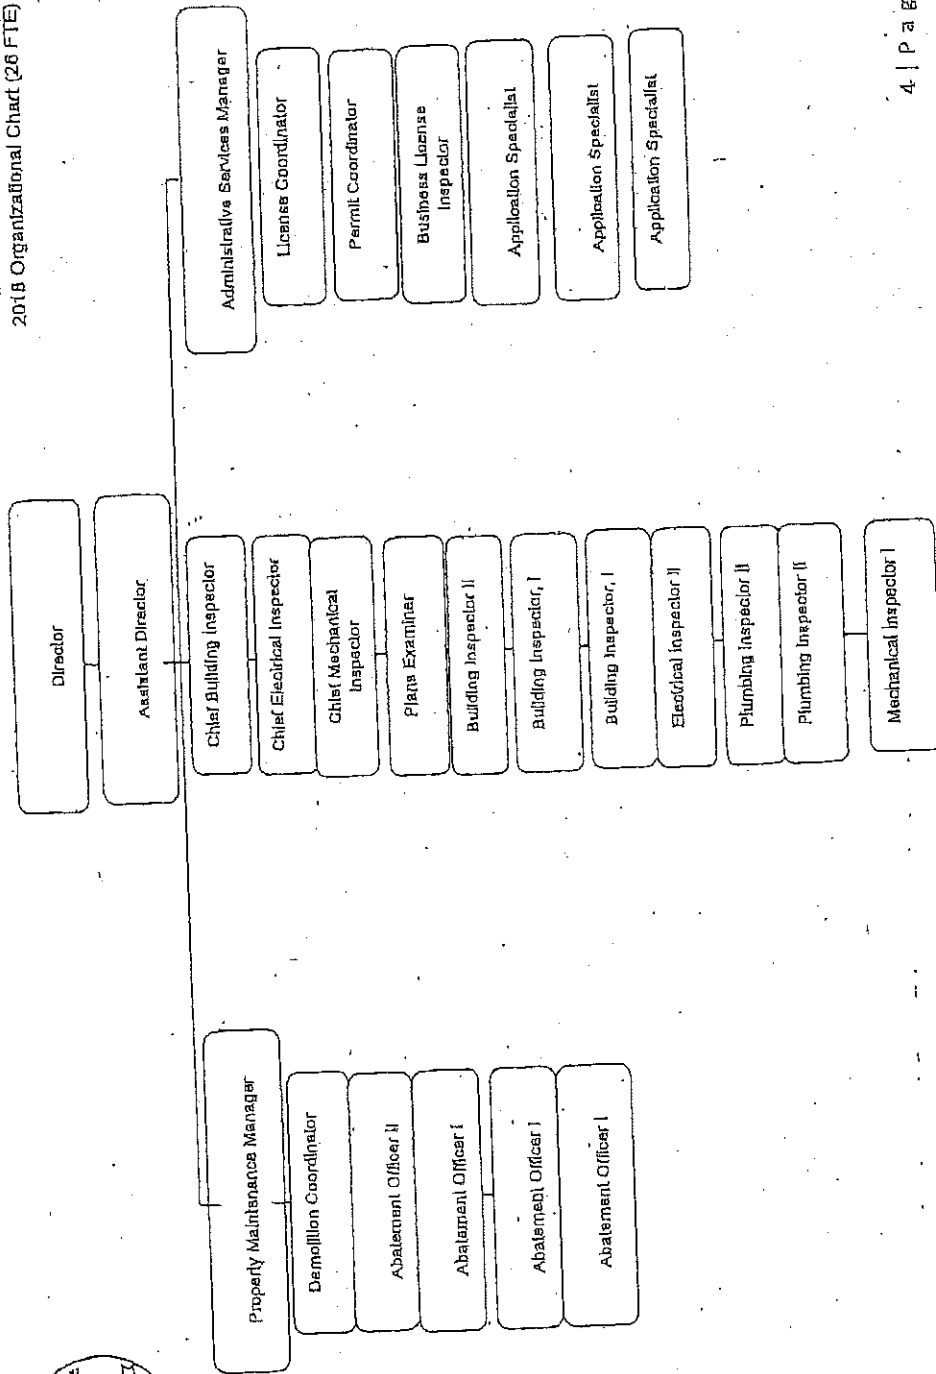 2018 Organizational Chart (26 FTE)
Director
Assistant Director
Property Maintenance Manager
Demolition Coordinator
Abatement Officer II
Abatement Officer I
Abatement Officer I
Abatement Officer I
Chief Building Inspector
Chief Electrical Inspector
Chief Mechanical
Inspector
Plans Examiner
Building Inspector II
Building Inspector, I
Building Inspector, I
Electrical Inspector II
Plumbing Inspector II
Plumbing Inspector II
Mechanical Inspector I
Administrative Services Manager
License Coordinator
Permit Coordinator
Business License
Inspector
Application Specialist
Application Specialist
Application Specialist
4 | P a g